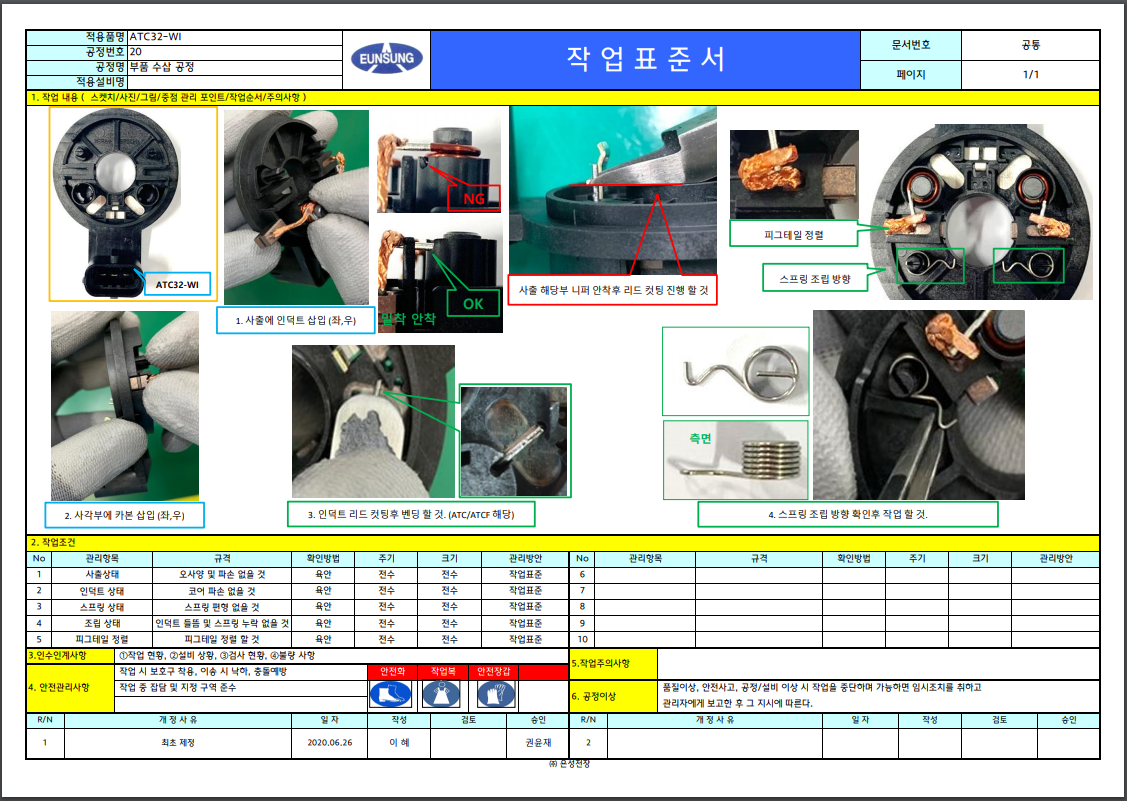 적용품명 ATC32-WI
공정번호 20
공정명 부품 수삽 공정
적용설비명
EUNSUNG
작업표준서
문서번호 공통
페이지 1/1
1. 작업 내용 ( 스켓치/사진/그림/중점 관리 포인트/작업순서/주의사항 )
ATC32-WI
NG
OK
밀착 안착
1. 사출에 인덕트 삽입 (좌,우)
사출 해당부 니퍼 안착후 리드 컷팅 진행 할 것
피그테일 정렬
스프링 조립 방향
측면
2. 사각부에 카본 삽입 (좌,우)
3. 인덕트 리드 컷팅후 벤딩 할 것. (ATC/ATCF 해당)
4. 스프링 조립 방향 확인후 작업 할 것.
2. 작업조건
No 관리항목 규격 확인방법 주기 크기 관리방안 No 관리항목 규격 확인방법 주기 크기 관리방안
1 사출상태 오사양 및 파손 없을 것 육안 전수 전수 작업표준 6
2 인덕트 상태 코어 파손 없을 것 육안 전수 전수 작업표준 7
3 스프링 상태 스프링 편형 없을 것 육안 전수 전수 작업표준 8
4 조립 상태 인덕트 들뜸 및 스프링 누락 없을 것 육안 전수 전수 작업표준 9
5 피그테일 정렬 피그테일 정렬 할 것 육안 전수 전수 작업표준 10
3.인수인계사항 ①작업 현황, ②설비 상황, ③검사 현황, ④불량 사항
4. 안전관리사항
작업 시 보호구 착용, 이송 시 낙하, 충돌예방
작업 중 잡담 및 지정 구역 준수
안전화 작업복 안전장갑
5.작업주의사항
6. 공정이상
품질이상, 안전사고, 공정/설비 이상 시 작업을 중단하며 가능하면 임시조치를 취하고
관리자에게 보고한 후 그 지시에 따른다.
R/N 개 정 사 유 일 자 작성 검토 승인 R/N 개 정 사 유 일 자 작성 검토 승인
1 최초 제정 2020.06.26 이 혜 권윤재 2
㈜ 은성전장